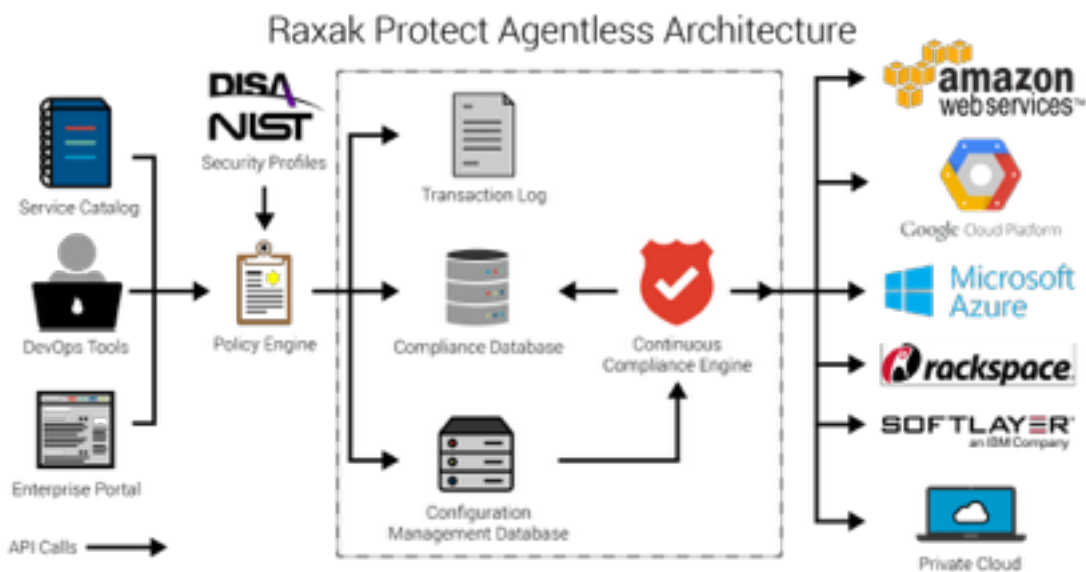 Raxak Protect Agentless Architecture
DISA
NIST
Security Profiles
Service Catalog
DevOps Tools
Enterprise Portal
API Calls
Policy Engine
Transaction Log
Compliance Database
Configuration
Management Database
Continuous
Compliance Engine
amazon
web services™
Google Cloud Platform
Microsoft
Azure
rackspace
SOFTLAYER
an IBM Company
Private Cloud